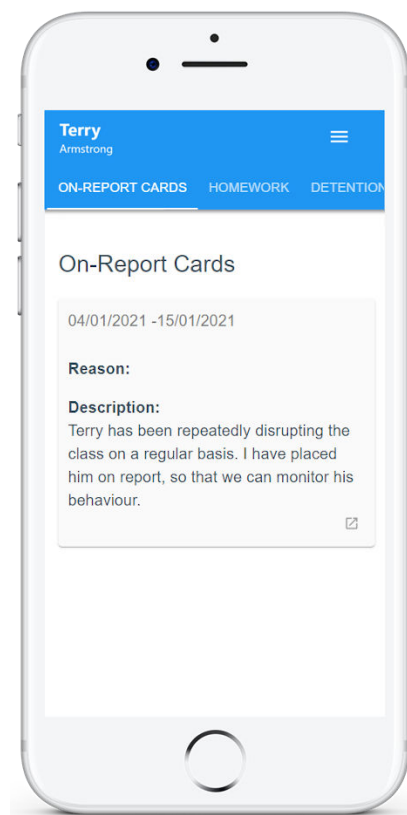 Terry
Armstrong
ON-REPORT CARDS HOMEWORK DETENTION
On-Report Cards
04/01/2021 -15/01/2021
Reason:
Description:
Terry has been repeatedly disrupting the
class on a regular basis. I have placed
him on report, so that we can monitor his
behaviour.